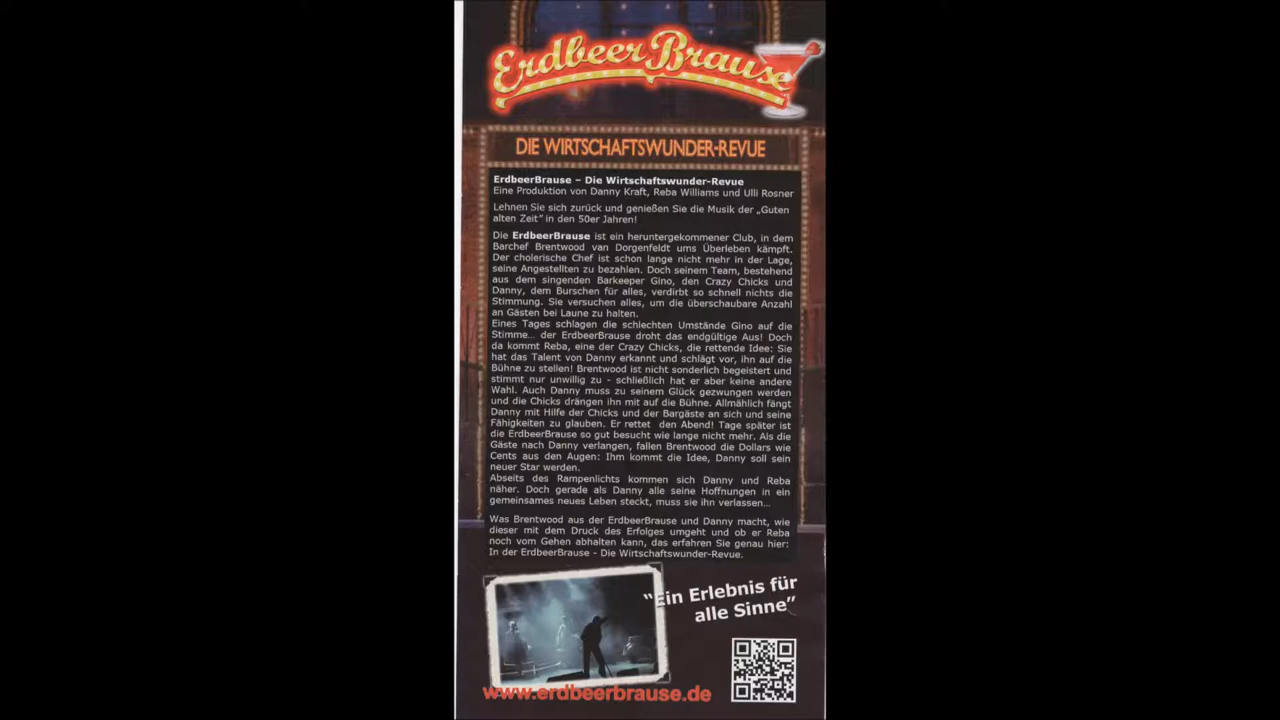 ErdbeerBrause
DIE WIRTSCHAFTSWUNDER-REVUE
ErdbeerBrause – Die Wirtschaftswunder-Revue
Eine Produktion von Danny Kraft, Reba Williams und Ulli Rosner
Lehnen Sie sich zurück und genießen Sie die Musik der „Guten
alten Zeit” in den 50er Jahren!
Die ErdbeerBrause ist ein heruntergekommener Club, in dem
Barchef Brentwood van Dorgenfeldt ums Überleben kämpft.
Der cholerische Chef ist schon lange nicht mehr in der Lage,
seine Angestellten zu bezahlen. Doch seinem Team, bestehend
aus dem singenden Barkeeper Gino, den Crazy Chicks und
Danny, dem Burschen für alles, verdirbt so schnell nichts die
Stimmung. Sie versuchen alles, um die überschaubare Anzahl
an Gästen bei Laune zu halten.
Eines Tages schlagen die schlechten Umstände Gino auf die
Stimme... der ErdbeerBrause droht das endgültige Aus! Doch
da kommt Reba, eine der Crazy Chicks, die rettende Idee: Sie
hat das Talent von Danny erkannt und schlägt vor, ihn auf die
Bühne zu stellen! Brentwood ist nicht sonderlich begeistert und
stimmt nur unwillig zu - schließlich hat er aber keine andere
Wahl. Auch Danny muss zu seinem Glück gezwungen werden
und die Chicks drängen ihn mit auf die Bühne. Allmählich fängt
Danny mit Hilfe der Chicks und der Bargäste an sich und seine
Fähigkeiten zu glauben. Er rettet den Abend! Tage später ist
die ErdbeerBrause so gut besucht wie lange nicht mehr. Als die
Gäste nach Danny verlangen, fallen Brentwood die Dollars wie
Cents aus den Augen: Ihm kommt die Idee, Danny soll sein
neuer Star werden.
Abseits des Rampenlichts kommen sich Danny und Reba
näher. Doch gerade als Danny alle seine Hoffnungen in ein
gemeinsames neues Leben steckt, muss sie ihn verlassen...
Was Brentwood aus der ErdbeerBrause und Danny macht, wie
dieser mit dem Druck des Erfolges umgeht und ob er Reba
noch vom Gehen abhalten kann, das erfahren Sie genau hier:
In der ErdbeerBrause - Die Wirtschaftswunder-Revue.
“Ein Erlebnis für
alle Sinne”
www.erdbeerbrause.de